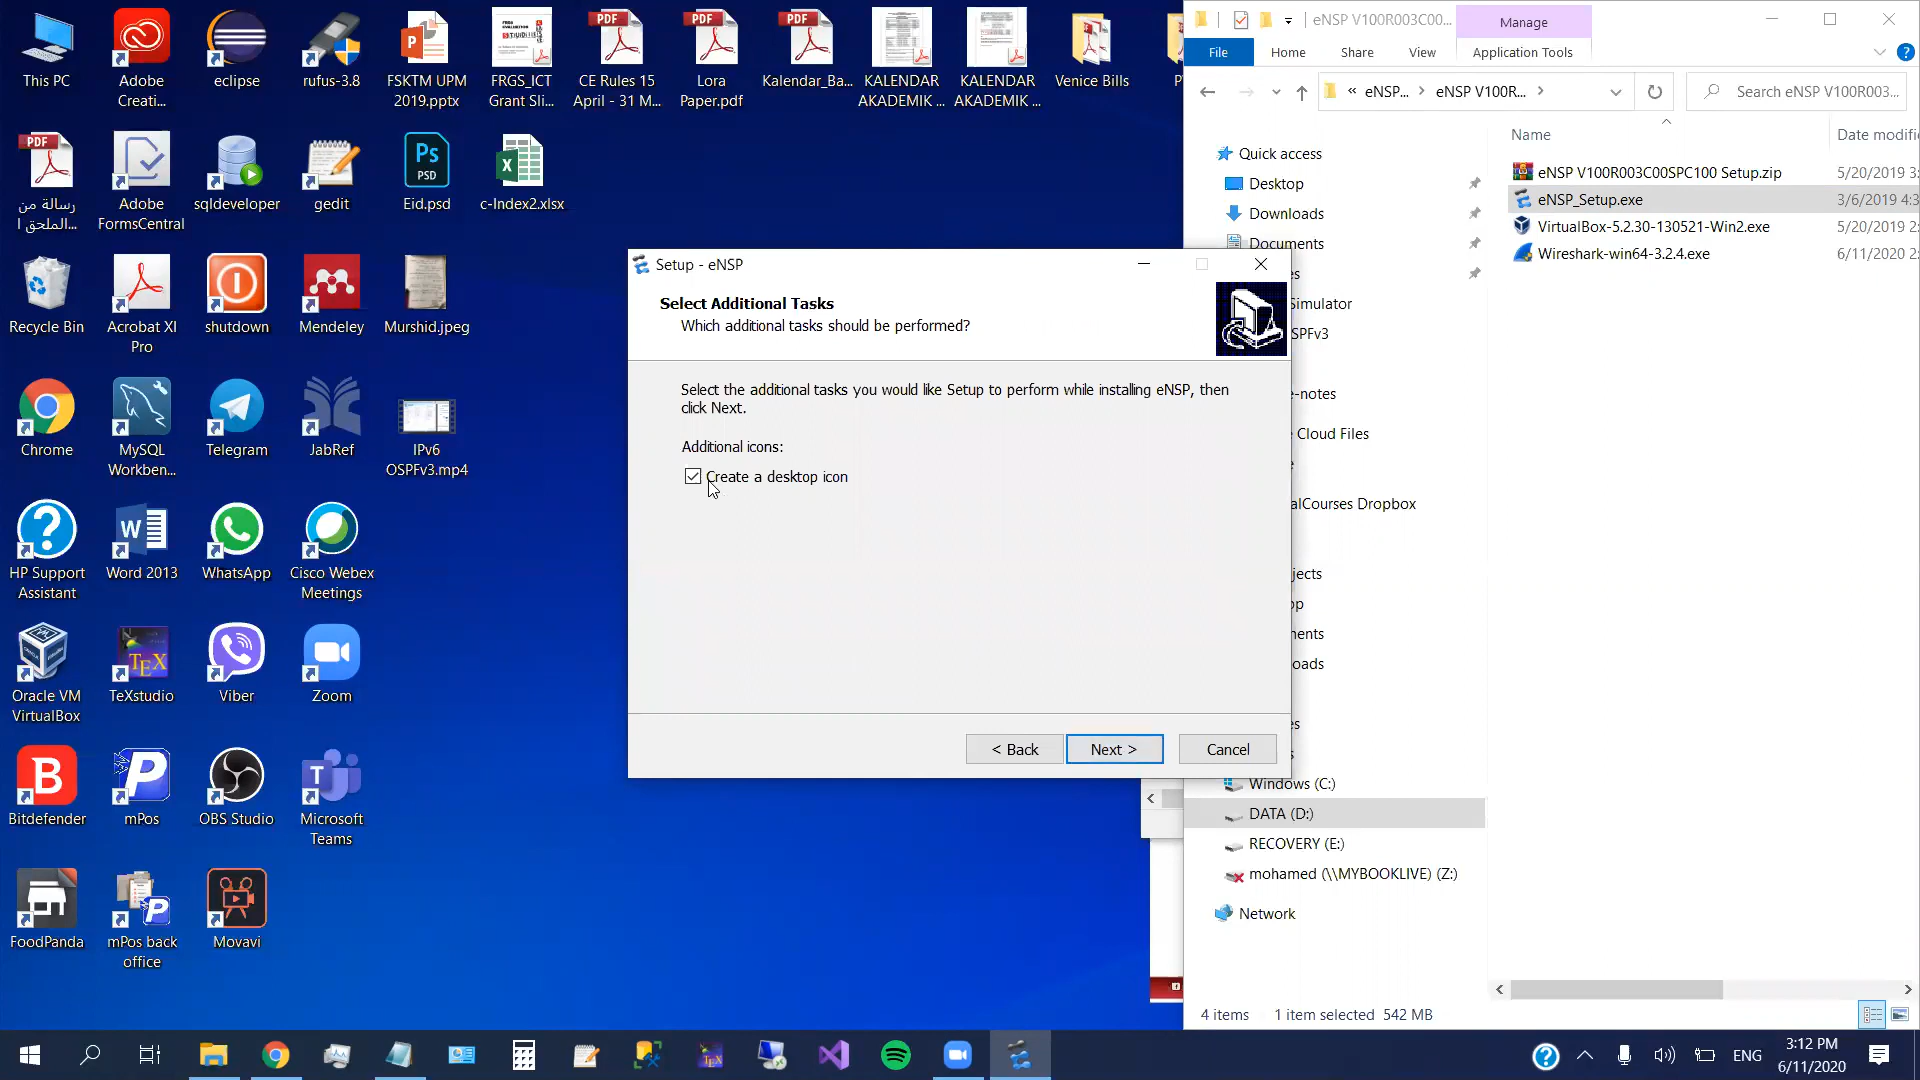 This PC
Adobe
Creati...
eclipse
rufus-3.8
FSKTM UPM
2019.pptx
FRGS_ICT
Grant Sli...
CE Rules 15
April - 31 M...
Lora
Paper.pdf
Kalendar_Ba...
KALENDAR
AKADEMIK ...
KALENDAR
AKADEMIK ...
Venice Bills
رسالة من
الملحق ا...
Adobe
FormsCentral
sqldeveloper
gedit
Eid.psd
c-Index2.xlsx
Recycle Bin
Acrobat XI
Pro
shutdown
Mendeley
Murshid.jpeg
Chrome
MySQL
Workben...
Telegram
JabRef
IPv6
OSPFv3.mp4
HP Support
Assistant
Word 2013
WhatsApp
Cisco Webex
Meetings
Oracle VM
VirtualBox
TeXstudio
Viber
Zoom
Bitdefender
mPos
OBS Studio
Microsoft
Teams
FoodPanda
mPos back
office
Movavi
Setup - eNSP
Select Additional Tasks
Which additional tasks should be performed?
Select the additional tasks you would like Setup to perform while installing eNSP, then
click Next.
Additional icons:
Create a desktop icon
< Back
Next >
Cancel
eNSP V100R003C00...
Manage
File
Home
Share
View
Application Tools
« eNSP... > eNSP V100R... >
Search eNSP V100R003...
Name
Date modifi
eNSP V100R003C00SPC100 Setup.zip
5/20/2019 3:
eNSP_Setup.exe
3/6/2019 4:3
VirtualBox-5.2.30-130521-Win2.exe
5/20/2019 2:
Wireshark-win64-3.2.4.exe
6/11/2020 2:
Quick access
Desktop
Downloads
Documents
es
Simulator
SPFv3
e-notes
Cloud Files
e
alCourses Dropbox
jects
op
ments
oads
es
s
Windows (C:)
DATA (D:)
RECOVERY (E:)
mohamed (\\MYBOOKLIVE) (Z:)
Network
4 items
1 item selected 542 MB
ENG
3:12 PM
6/11/2020